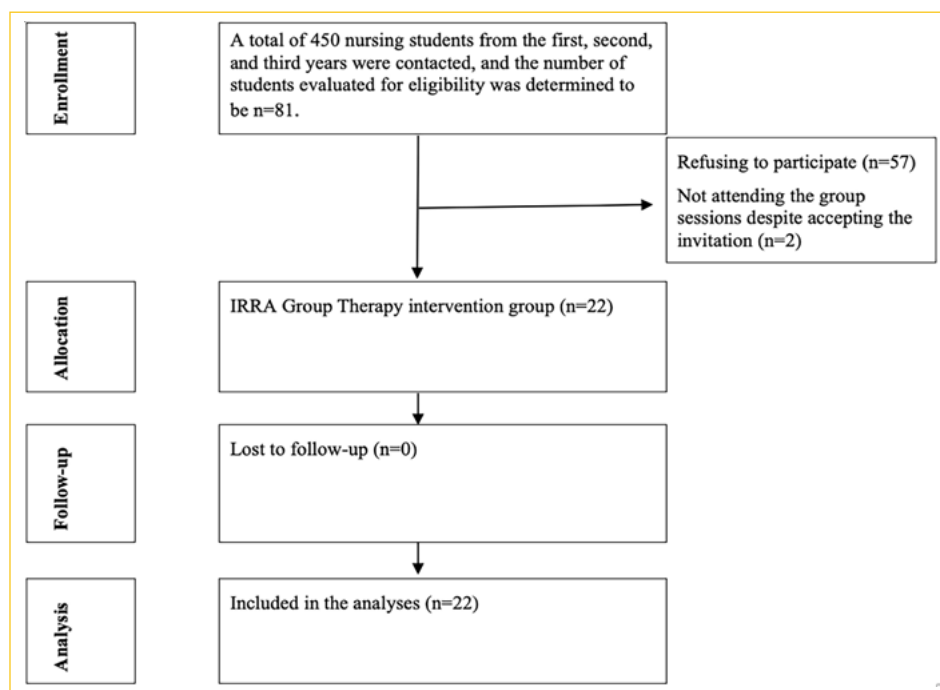 Enrollment
A total of 450 nursing students from the first, second,
and third years were contacted, and the number of
students evaluated for eligibility was determined to
be n=81.
Refusing to participate (n=57)
Not attending the group
sessions despite accepting the
invitation (n=2)
Allocation
IRRA Group Therapy intervention group (n=22)
Follow-up
Lost to follow-up (n=0)
Analysis
Included in the analyses (n=22)